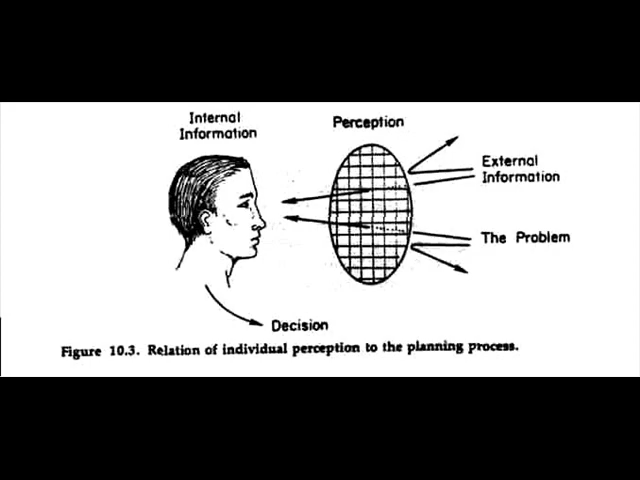 Internal
Information
Perception
External
Information
The Problem
Decision
Figure 10.3. Relation of individual perception to the planning process.